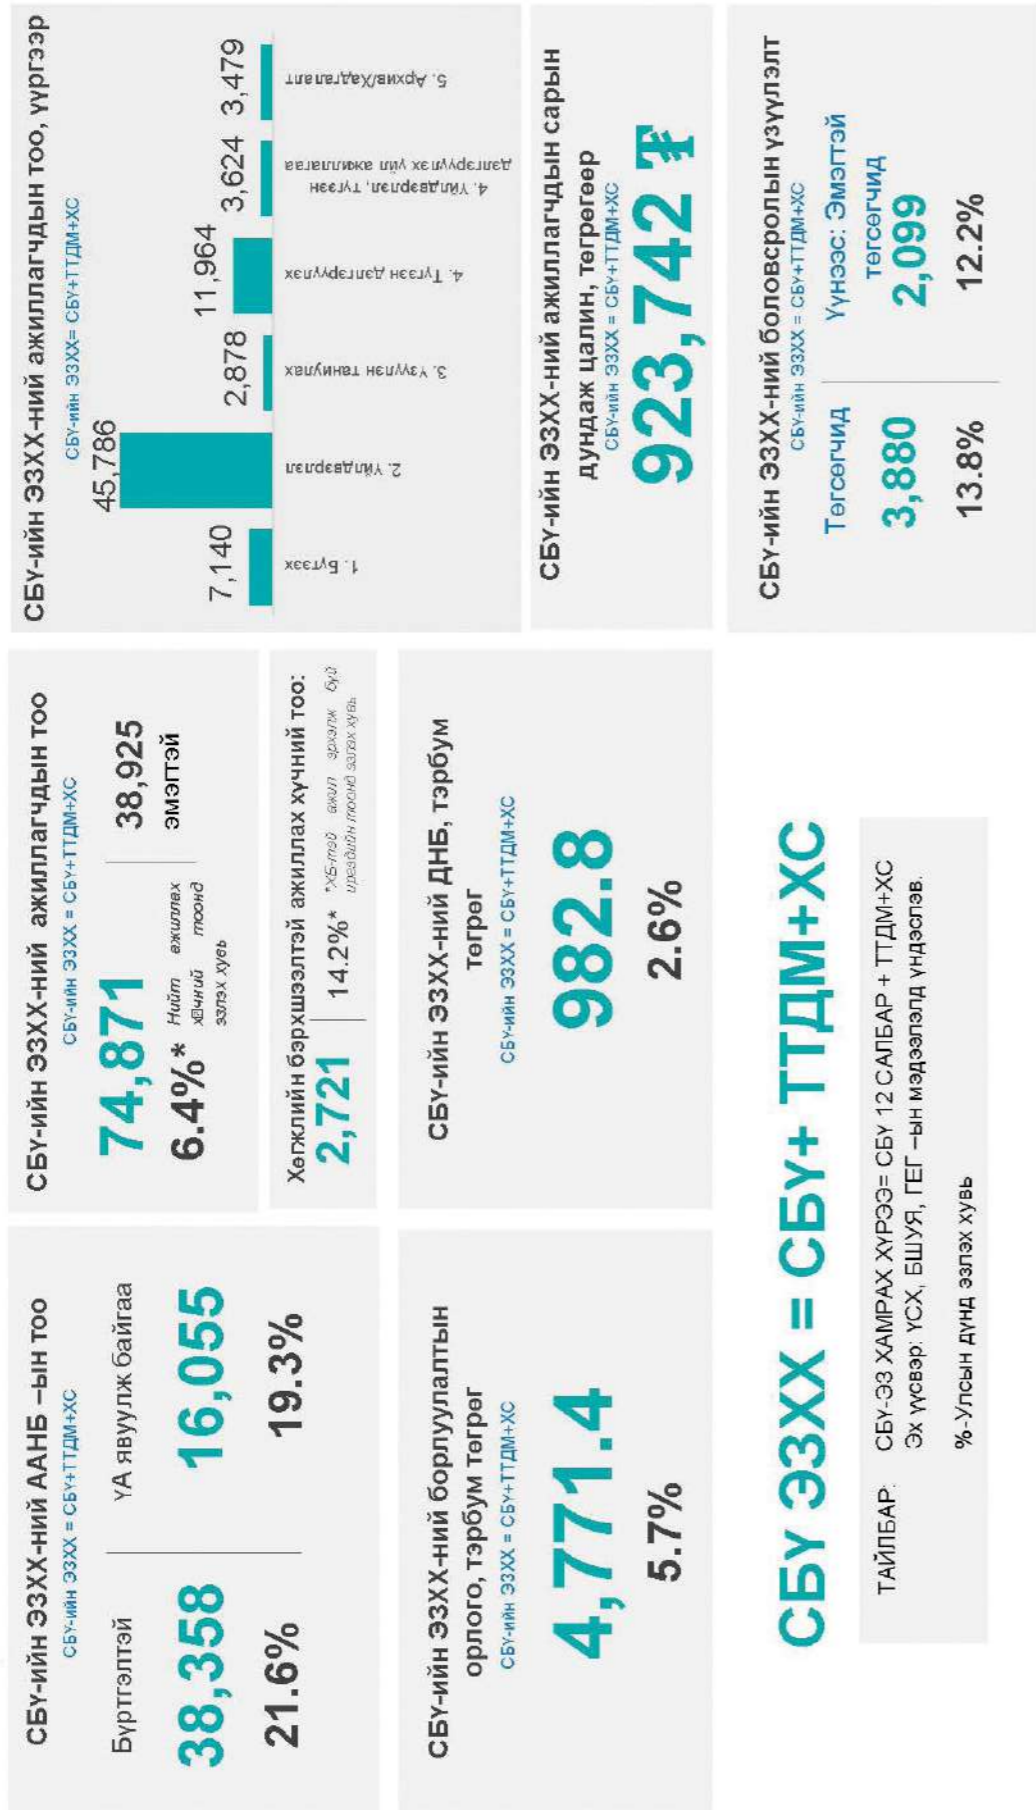 СБҮ-ийн ЭЗХХ-ний ААНБ –ын тоо
СБҮ-ийн ЭЗХХ = СБҮ+ТТДМ+ХС
Бүртгэлтэй
38,358
21.6%
ҮА явуулж байгаа
16,055
19.3%
СБҮ-ийн ЭЗХХ-ний ажиллагчдын тоо
СБҮ-ийн ЭЗХХ = СБҮ+ТТДМ+ХС
74,871
6.4%*
Нийт ажиллах
хүчний тоонд
эзлэх хувь
38,925
эмэгтэй
Хөгжлийн бэрхшээлтэй ажиллах хүчний тоо:
2,721
14.2%*
*ХБ-тэй ажил эрхэлж буй
иргэдийн тоонд эзлэх хувь
СБҮ-ийн ЭЗХХ-ний ажиллагчдын тоо, үүргээр
СБҮ-ийн ЭЗХХ= СБҮ+ТТДМ+ХС
7,140
45,786
2,878
11,964
3,624
3,479
1. Бүтээх
2. Үйлдвэрлэл
3. Үзүүлэн таниулах
4. Түгээн дэлгэрүүлэх
4. Үйлдвэрлэл, түгээн
дэлгэрүүлэх үйл ажиллагаа
5. Архив/Хадгалалт
СБҮ-ийн ЭЗХХ-ний борлуулалтын
орлого, тэрбум төгрөг
СБҮ-ийн ЭЗХХ = СБҮ+ТТДМ+ХС
4,771.4
5.7%
СБҮ-ийн ЭЗХХ-ний ДНБ, тэрбум
төгрөг
СБҮ-ийн ЭЗХХ = СБҮ+ТТДМ+ХС
982.8
2.6%
СБҮ-ийн ЭЗХХ-ний ажиллагчдын сарын
дундаж цалин, төгрөгөөр
СБҮ-ийн ЭЗХХ = СБҮ+ТТДМ+ХС
923,742 ₮
СБҮ-ийн ЭЗХХ-ний боловсролын үзүүлэлт
СБҮ-ийн ЭЗХХ = СБҮ+ТТДМ+ХС
Төгсөгчид
3,880
13.8%
Үүнээс: Эмэгтэй
төгсөгчид
2,099
12.2%
СБҮ ЭЗХХ = СБҮ+ ТТДМ+ХС
ТАЙЛБАР: СБҮ-ЭЗ ХАМРАХ ХҮРЭЭ= СБҮ 12 САЛБАР + ТТДМ+ХС
Эх үүсвэр: ҮСХ, БШУЯ, ГЕГ –ын мэдээлэлд үндэслэв.
%-Улсын дүнд эзлэх хувь